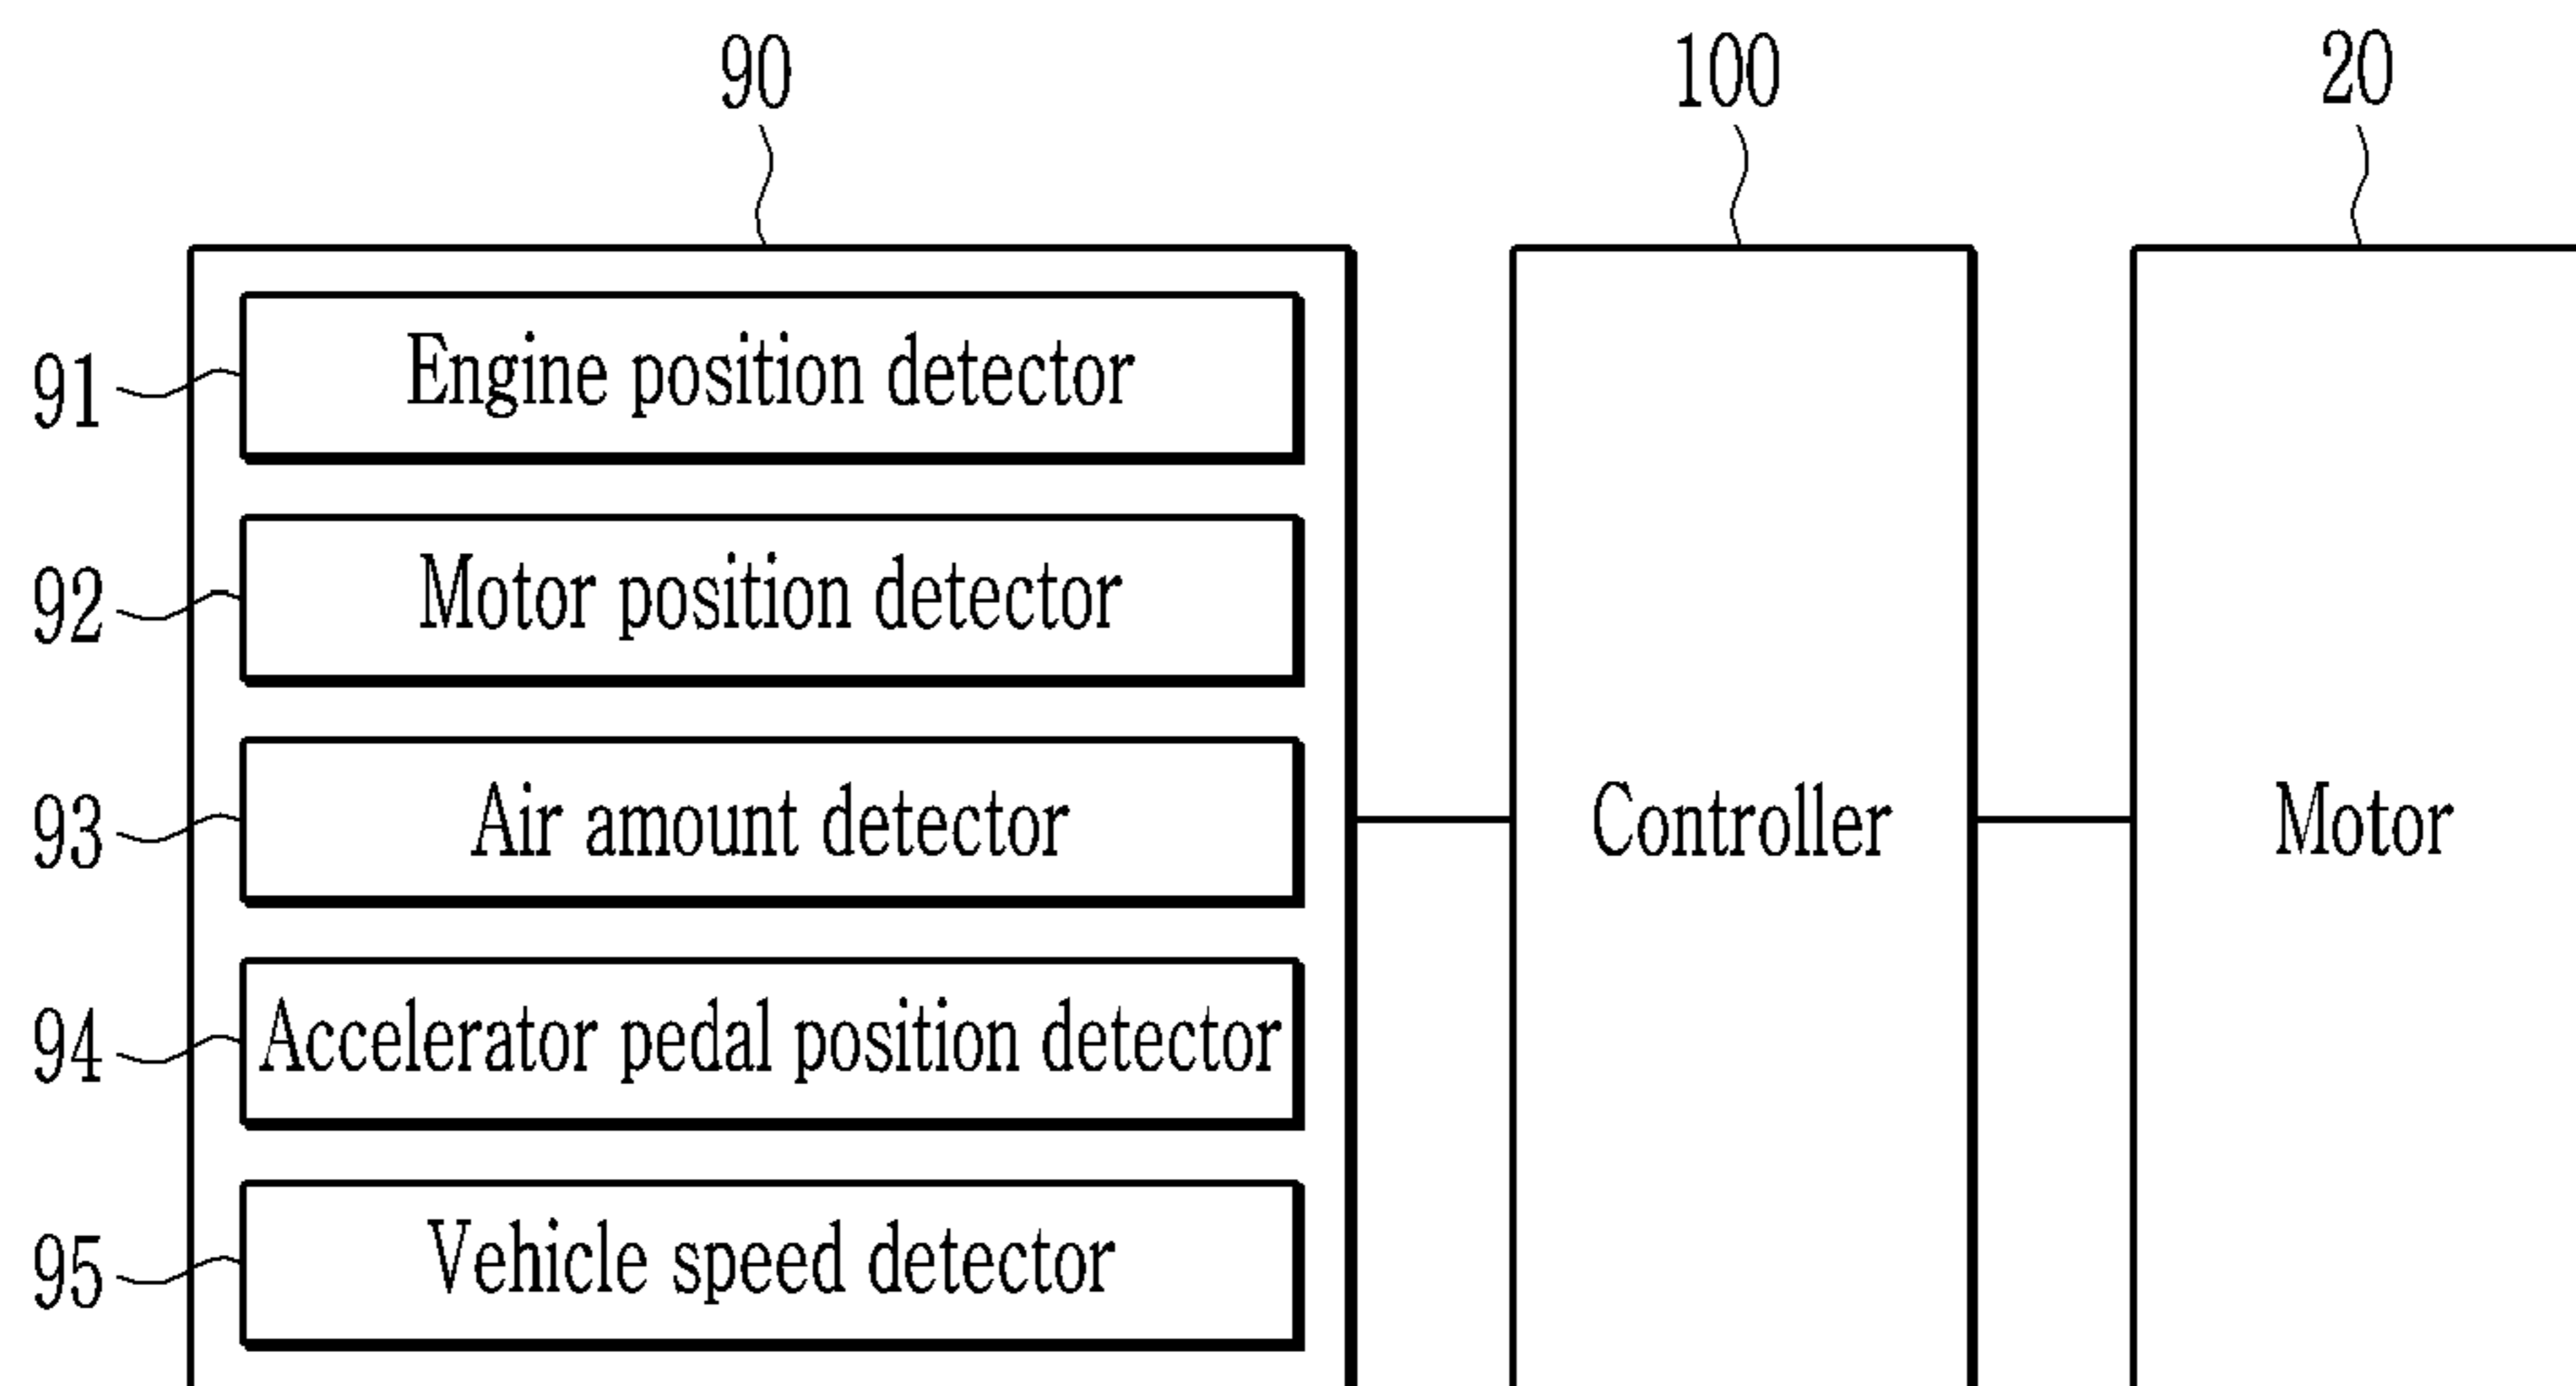 90
100
20
91
Engine position detector
92
Motor position detector
93
Air amount detector
Controller
Motor
94
Accelerator pedal position detector
95
Vehicle speed detector